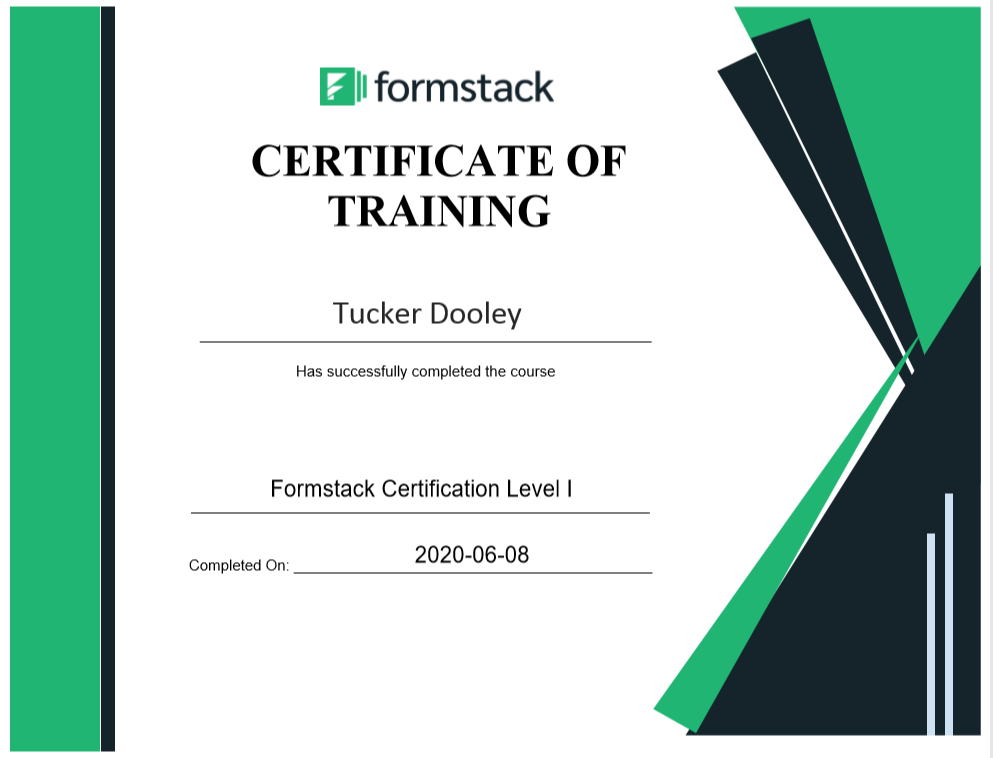 formstack
CERTIFICATE OF
TRAINING
Tucker Dooley
Has successfully completed the course
Formstack Certification Level I
2020-06-08
Completed On: